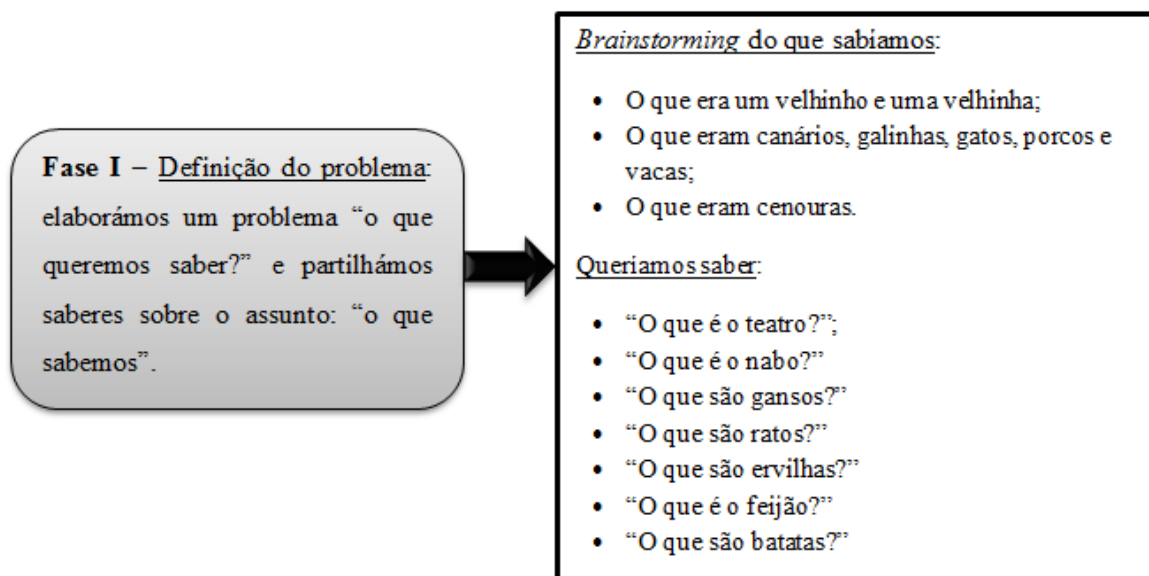 Fase I – Definição do problema:
elaborámos um problema “o que
queremos saber?” e partilhámos
saberes sobre o assunto: “o que
sabemos”.
Brainstorming do que sabíamos:
• O que era um velhinho e uma velhinha;
• O que eram canários, galinhas, gatos, porcos e
vacas;
• O que eram cenouras.
Queriamos saber:
• “O que é o teatro?”;
• “O que é o nabo?”
• “O que são gansos?”
• “O que são ratos?”
• “O que são ervilhas?”
• “O que é o feijão?”
• “O que são batatas?”